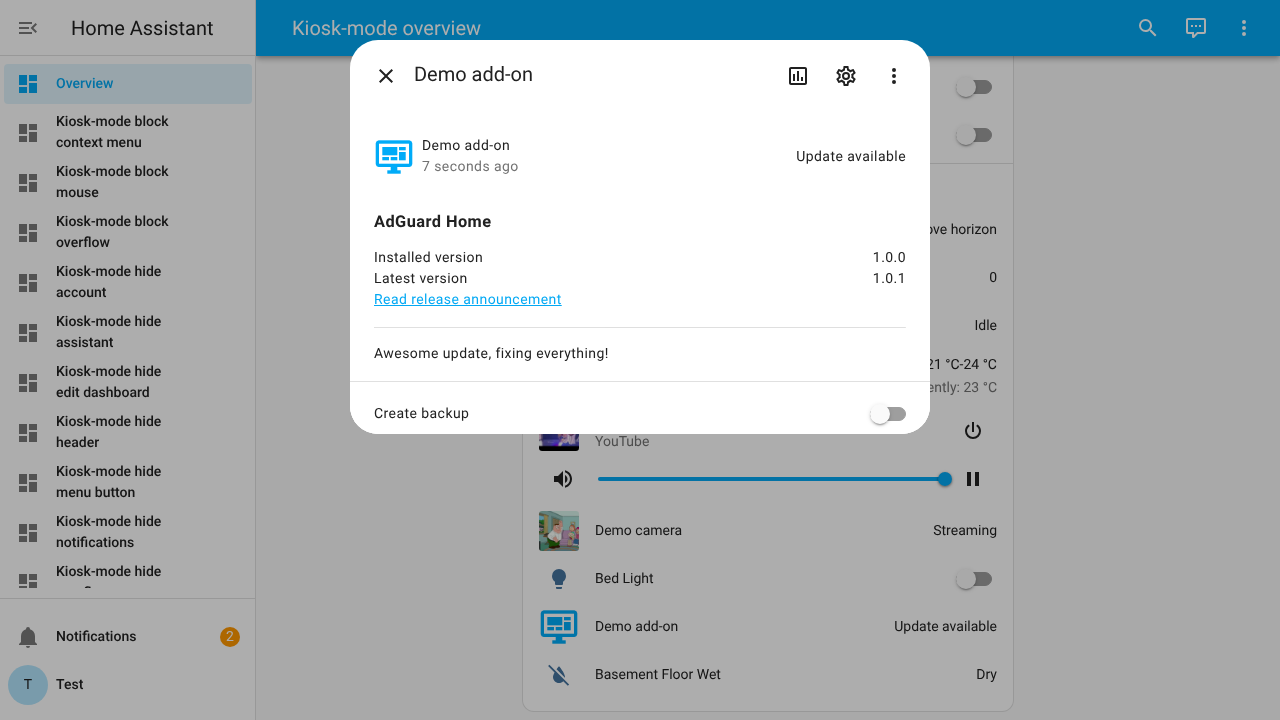 Home Assistant
Kiosk-mode overview
Overview
Kiosk-mode block
context menu
Kiosk-mode block
mouse
Kiosk-mode block
overflow
Kiosk-mode hide
account
Kiosk-mode hide
assistant
Kiosk-mode hide
edit dashboard
Kiosk-mode hide
header
Kiosk-mode hide
menu button
Kiosk-mode hide
notifications
Kiosk-mode hide
Notifications
2
T
Test
Demo add-on
Demo add-on
7 seconds ago
Update available
AdGuard Home
Installed version
1.0.0
Latest version
1.0.1
Read release announcement
Awesome update, fixing everything!
Create backup
horizon
0
Idle
21 °C-24 °C
23 °C
YouTube
Demo camera
Streaming
Bed Light
Demo add-on
Update available
Basement Floor Wet
Dry